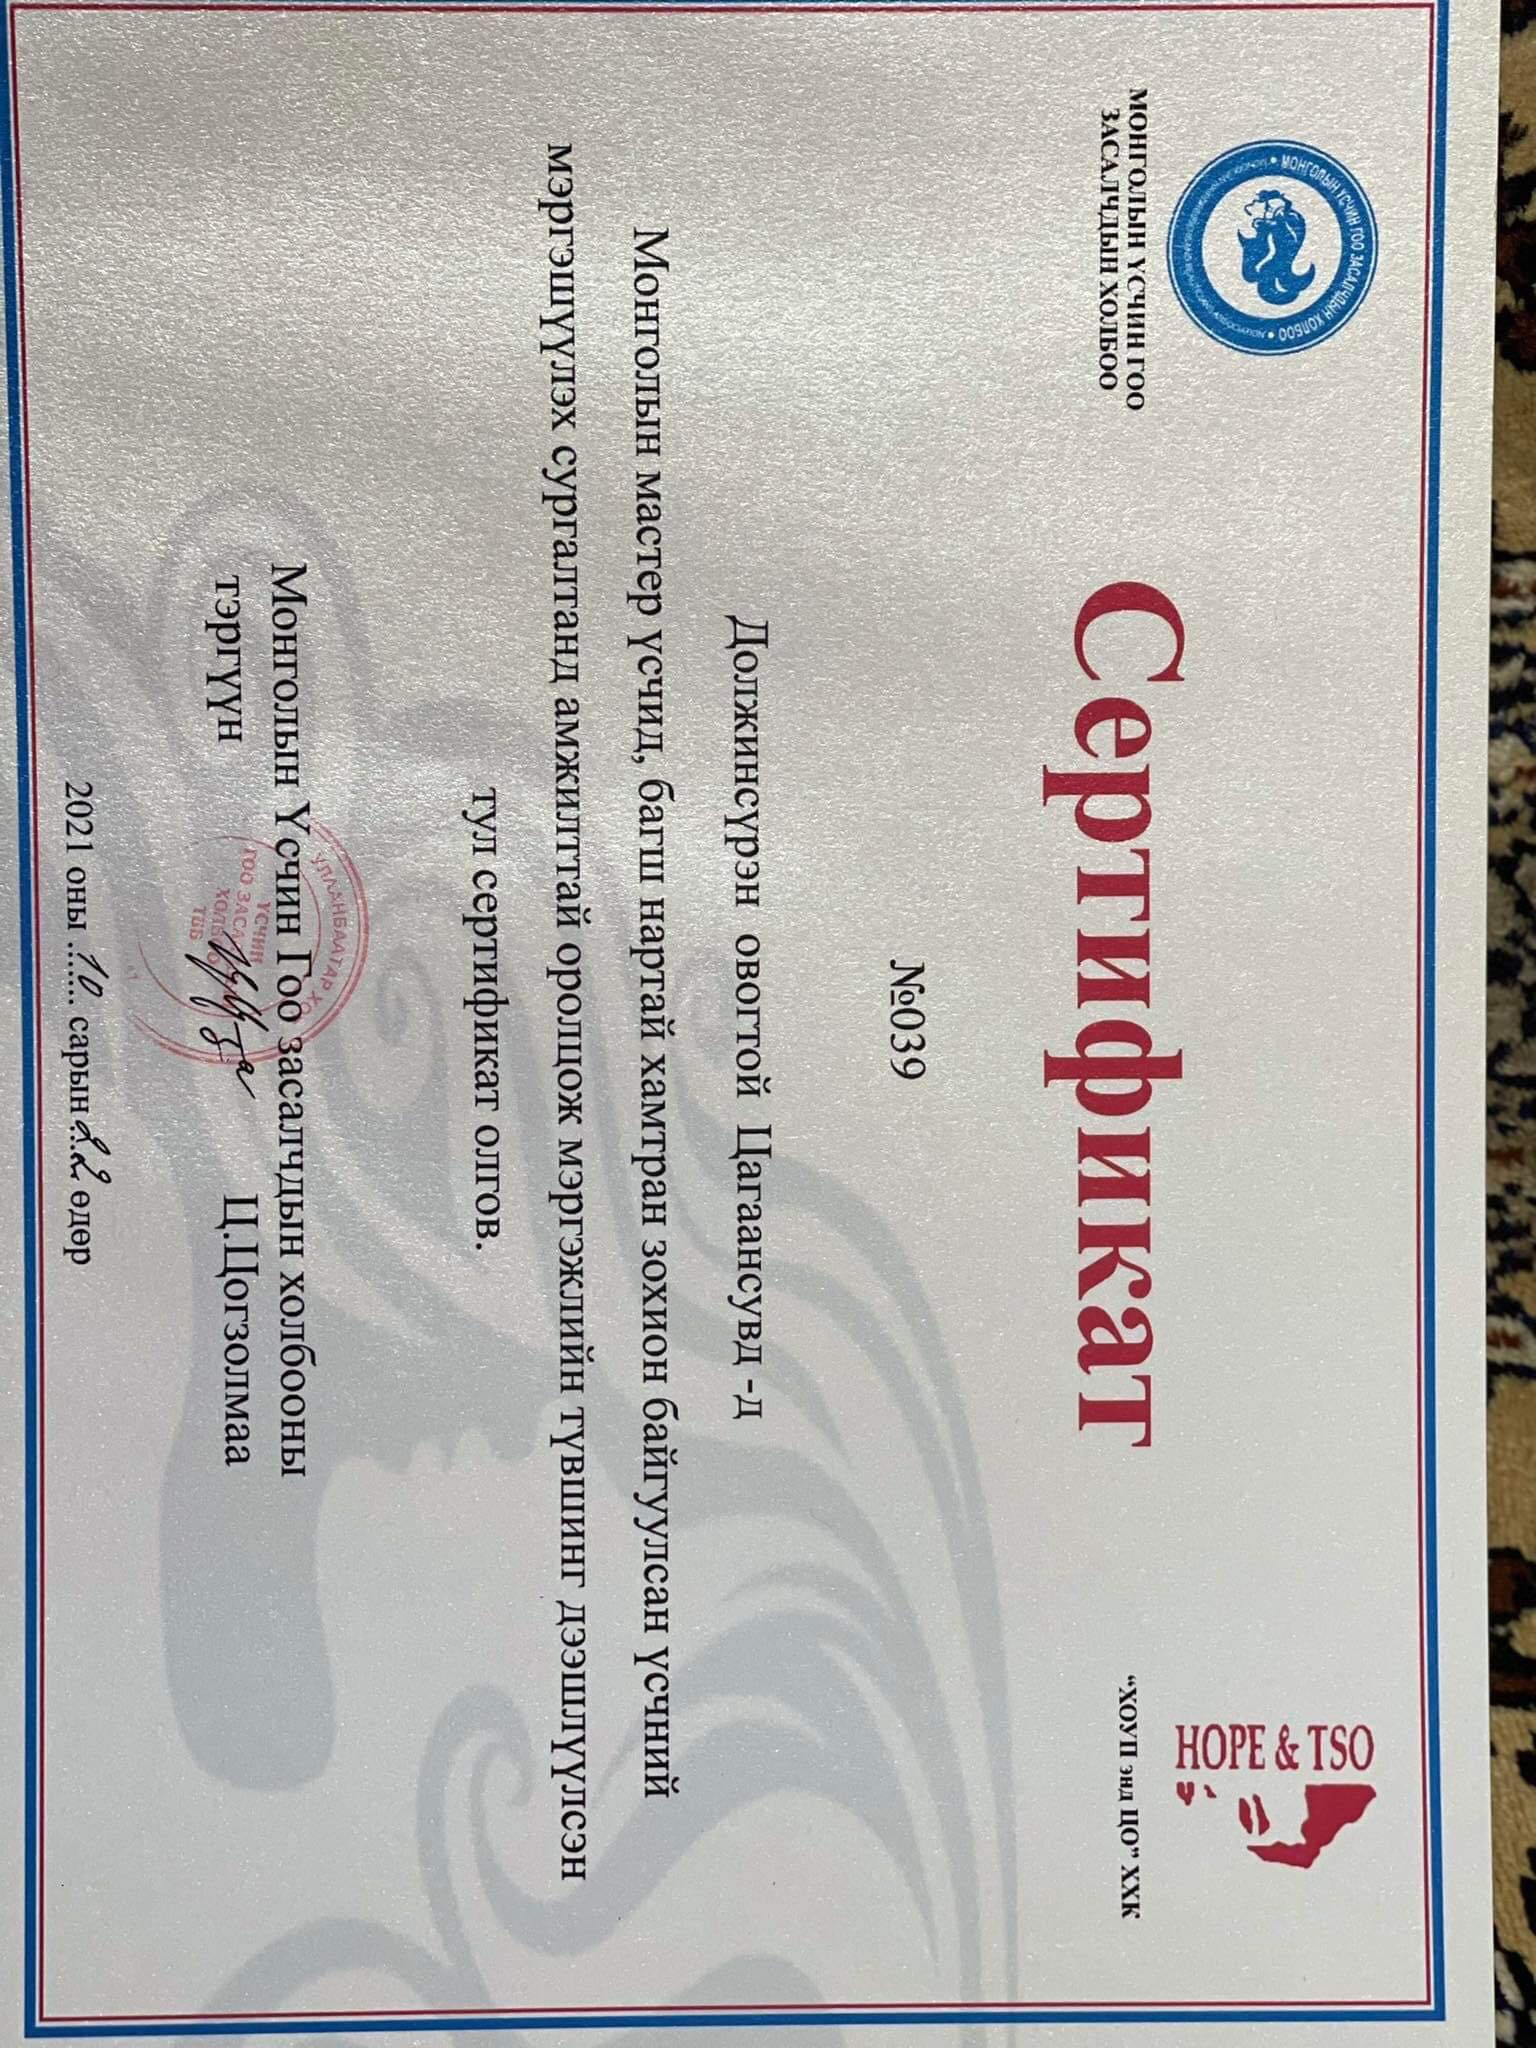 МОНГОЛЫН ҮСЧИН ГОО ЗАСАЛЧДЫН ХОЛБОО
МОНГОЛЫН ҮСЧИН ГОО
ЗАСАЛЧДЫН ХОЛБОО
HOPE & TSO
“ХОУП энд ЦО” ХХК
Сертификат
№039
Должинсүрэн овогтой Цагаансувд -д
Монголын мастер үсчид, багш нартай хамтран зохион байгуулсан үсчний
мэргэшүүлэх сургалтанд амжилттай оролцож мэргэжлийн түвшинг дээшлүүлсэн
тул сертификат олгов.
УЛААНБААТАР
Монголын Үсчин Гоо засалчдын холбооны
ҮСЧИН
ГОО
ХОЛБОО
ТББ
тэргүүн Ц.Цогзолмаа
2021 оны 10 сарын 22 өдөр